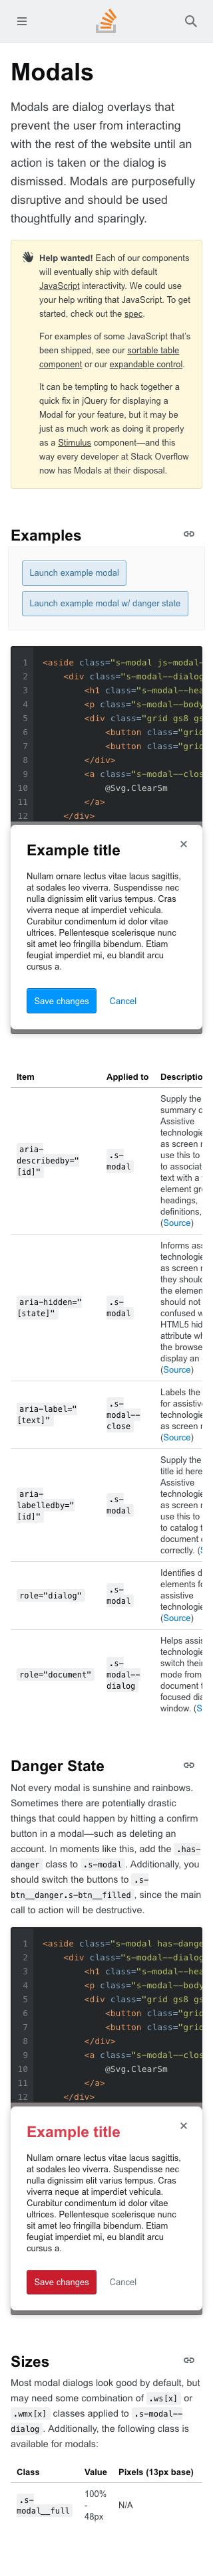 Modals
Modals are dialog overlays that
prevent the user from interacting
with the rest of the website until
an action is taken or the dialog is
dismissed. Modals are purposefully
disruptive and should be used
thoughtfully and sparingly.
Help wanted! Each of our components
will eventually ship with default
JavaScript interactivity. We could use
your help writing that JavaScript. To get
started, check out the spec.
For examples of some JavaScript that's
been shipped, see our sortable table
component or our expandable control.
It can be tempting to hack together a
quick fix in jQuery for displaying a
Modal for your feature, but it may be
just as much work as doing it properly
as a Stimulus component—and this
way every developer at Stack Overflow
now has Modals at their disposal.
Examples
Launch example modal
Launch example modal w/ danger state
1 <aside class="s-modal js-modal-
2 <div class="s-modal--dialog
3 <h1 class="s-modal--hea
4 <p class="s-modal--body
5 <div class="grid gs8 gs
6 <button class="grid
7 <button class="grid
8 </div>
9 <a class="s-modal--clos
10 @Svg.ClearSm
11 </a>
12 </div>
Example title
Nullam ornare lectus vitae lacus sagittis,
at sodales leo viverra. Suspendisse nec
nulla dignissim elit varius tempus. Cras
viverra neque at imperdiet vehicula.
Curabitur condimentum id dolor vitae
ultrices. Pellentesque scelerisque nunc
sit amet leo fringilla bibendum. Etiam
feugiat imperdiet mi, eu blandit arcu
cursus a.
Save changes Cancel
Item Applied to Descriptio
aria-describedby="[id]" .s-modal Supply the
summary c
Assistive
technologie
as screen r
use this to
to associat
text with a
element gr
headings,
definitions,
(Source)
aria-hidden="[state]" .s-modal Informs ass
technologie
as screen r
they should
the elemen
should not
confused w
HTML5 hid
attribute wh
the browse
display an
(Source)
aria-label="[text]" .s-modal--close Labels the
for assistiv
technologie
as screen r
(Source)
aria-labelledby="[id]" .s-modal Supply the
title id here
Assistive
technologie
as screen r
use this to
to catalog t
document
correctly. (S
role="dialog" .s-modal Identifies d
elements fo
assistive
technologie
(Source)
role="document" .s-modal--dialog Helps assis
technologie
switch their
mode from
document t
focused dia
window. (S
Danger State
Not every modal is sunshine and rainbows.
Sometimes there are potentially drastic
things that could happen by hitting a confirm
button in a modal—such as deleting an
account. In moments like this, add the .has-
danger class to .s-modal. Additionally, you
should switch the buttons to .s-
btn__danger.s-btn__filled, since the main
call to action will be destructive.
1 <aside class="s-modal has-dange
2 <div class="s-modal--dialog
3 <h1 class="s-modal--hea
4 <p class="s-modal--body
5 <div class="grid gs8 gs
6 <button class="grid
7 <button class="grid
8 </div>
9 <a class="s-modal--clos
10 @Svg.ClearSm
11 </a>
12 </div>
Example title
Nullam ornare lectus vitae lacus sagittis,
at sodales leo viverra. Suspendisse nec
nulla dignissim elit varius tempus. Cras
viverra neque at imperdiet vehicula.
Curabitur condimentum id dolor vitae
ultrices. Pellentesque scelerisque nunc
sit amet leo fringilla bibendum. Etiam
feugiat imperdiet mi, eu blandit arcu
cursus a.
Save changes Cancel
Sizes
Most modal dialogs look good by default, but
may need some combination of .ws[x] or
.wmx[x] classes applied to .s-modal--
dialog. Additionally, the following class is
available for modals:
Class Value Pixels (13px base)
.s-modal__full 100% - 48px N/A